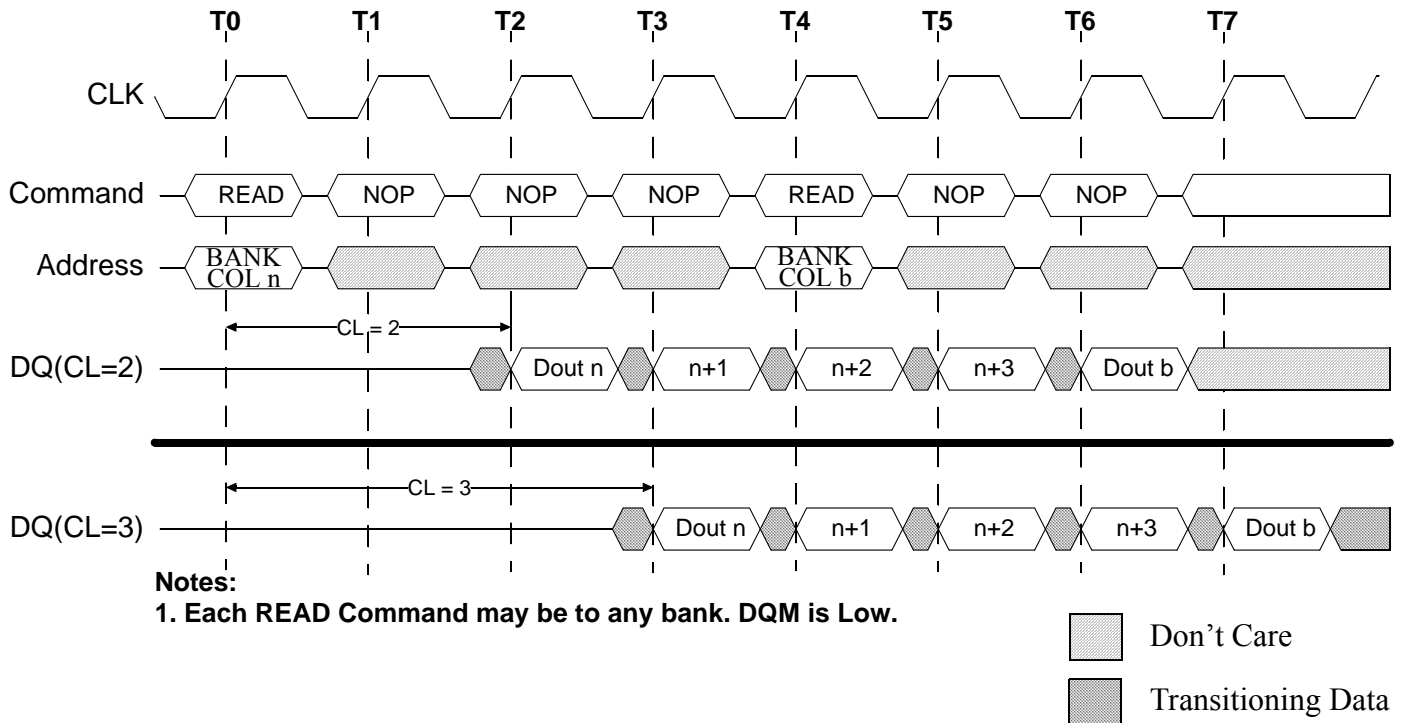 T0 T1 T2 T3 T4 T5 T6 T7
CLK
Command READ NOP NOP NOP READ NOP NOP
Address BANK COL n BANK COL b
CL = 2
DQ(CL=2) Dout n n+1 n+2 n+3 Dout b
CL = 3
DQ(CL=3) Dout n n+1 n+2 n+3 Dout b
Notes:
1. Each READ Command may be to any bank. DQM is Low.
Don’t Care
Transitioning Data